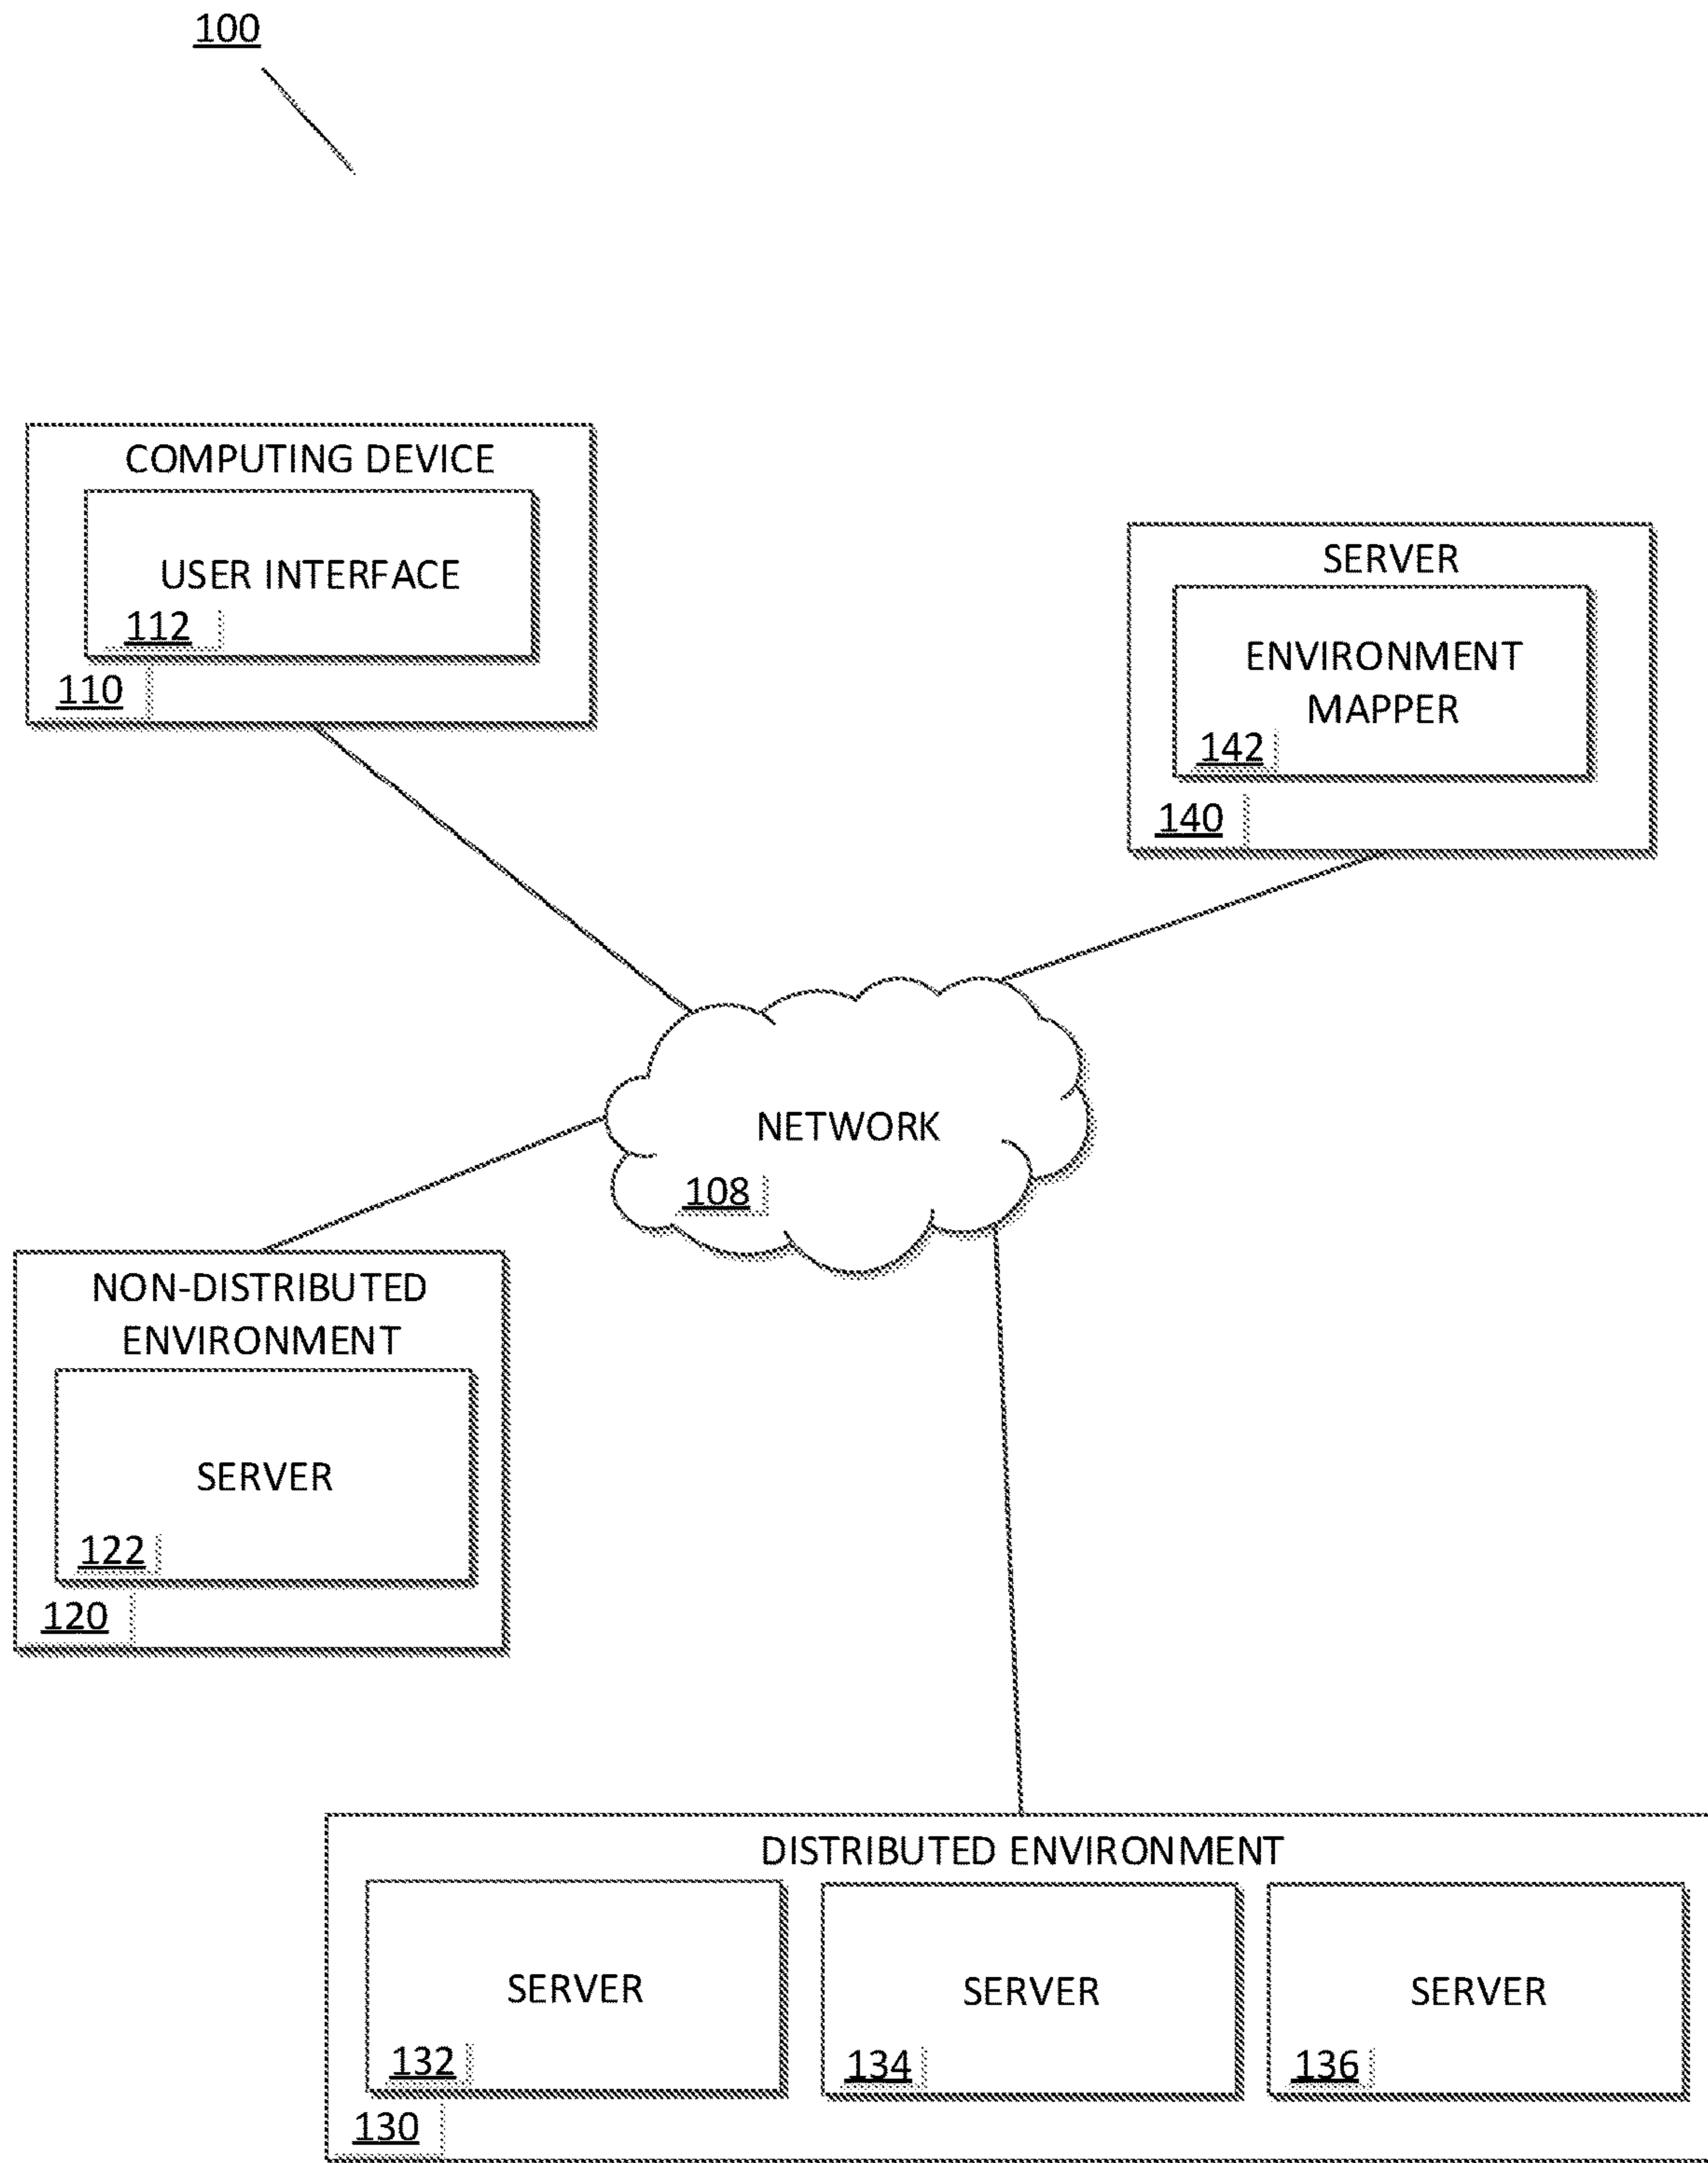 100
COMPUTING DEVICE
USER INTERFACE
112
110
SERVER
ENVIRONMENT
MAPPER
142
140
NETWORK
108
NON-DISTRIBUTED
ENVIRONMENT
SERVER
122
120
DISTRIBUTED ENVIRONMENT
SERVER
132
SERVER
134
SERVER
136
130